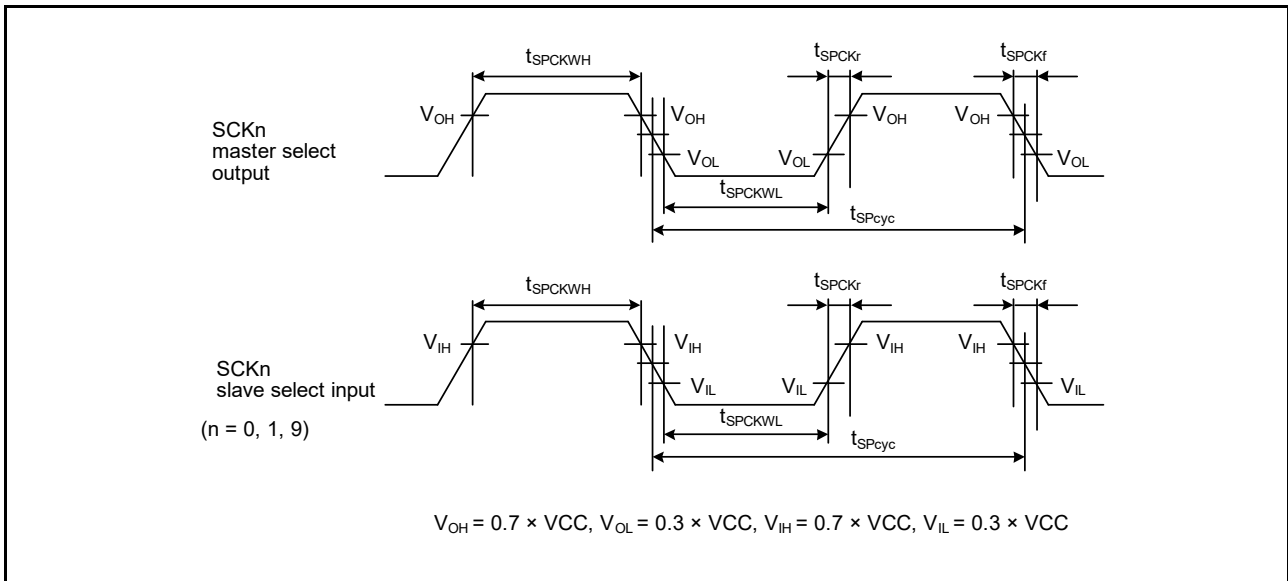 tSPCKWH
tSPCKr
tSPCKf
VOH
VOH
VOH
VOH
SCKn
master select
output
VOL
VOL
VOL
tSPCKWL
tSPcyc
tSPCKWH
tSPCKr
tSPCKf
VIH
VIH
VIH
VIH
SCKn
slave select input
VIL
VIL
VIL
tSPCKWL
(n = 0, 1, 9)
tSPcyc
VOH = 0.7 × VCC, VOL = 0.3 × VCC, VIH = 0.7 × VCC, VIL = 0.3 × VCC